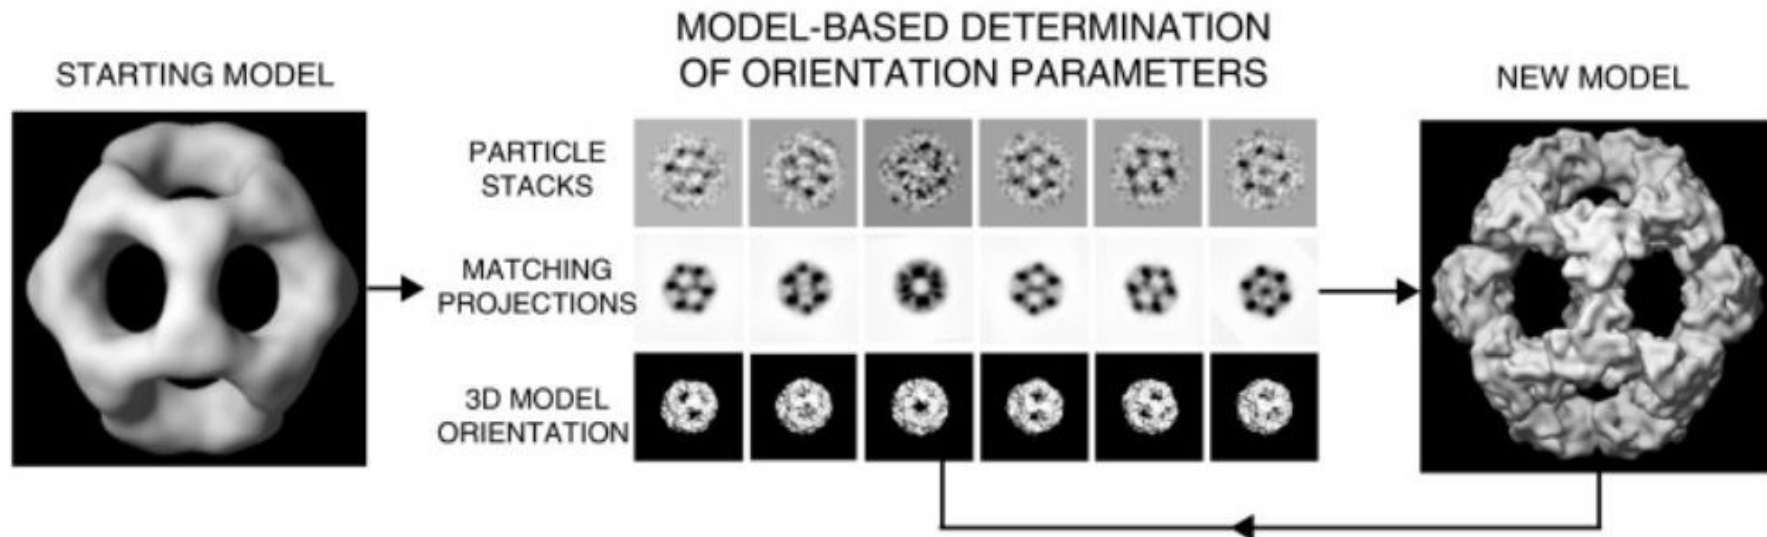 STARTING MODEL
MODEL-BASED DETERMINATION
OF ORIENTATION PARAMETERS
NEW MODEL
PARTICLE
STACKS
MATCHING
PROJECTIONS
3D MODEL
ORIENTATION